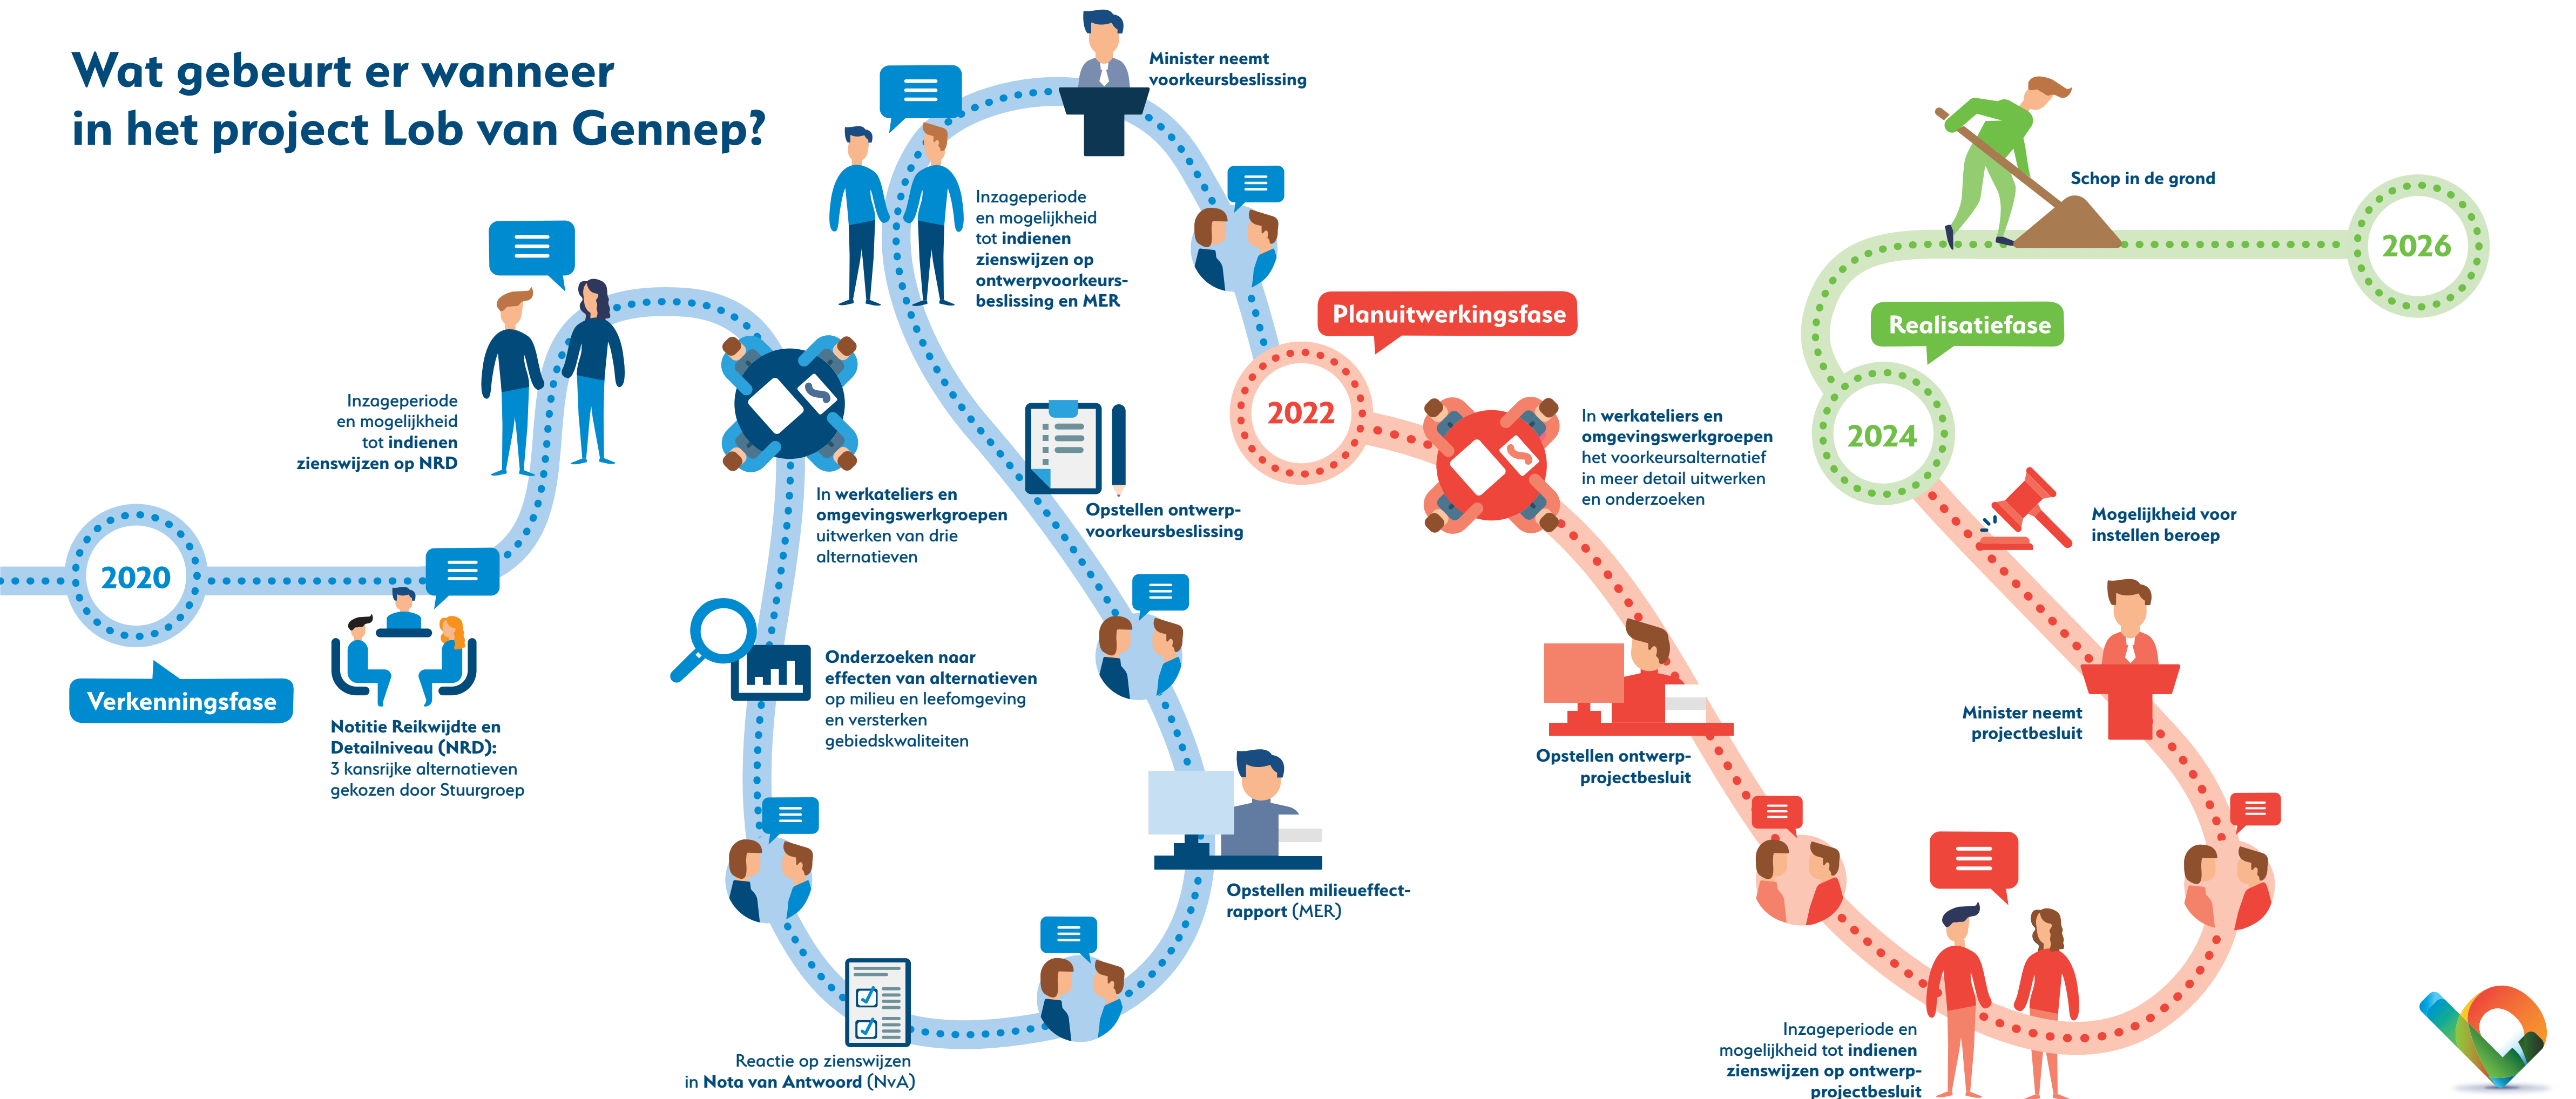 Wat gebeurt er wanneer
in het project Lob van Gennep?
2020
Verkenningsfase
Notitie Reikwijdte en
Detailniveau (NRD):
3 kansrijke alternatieven
gekozen door Stuurgroep
Inzageperiode
en mogelijkheid
tot indienen
zienswijzen op NRD
In werkateliers en
omgevingswerkgroepen
uitwerken van drie
alternatieven
Onderzoeken naar
effecten van alternatieven
op milieu en leefomgeving
en versterken
gebiedskwaliteiten
Reactie op zienswijzen
in Nota van Antwoord (NvA)
Opstellen milieueffect-
rapport (MER)
Opstellen ontwerp-
voorkeursbeslissing
Inzageperiode
en mogelijkheid
tot indienen
zienswijzen op
ontwerpvoorkeurs-
beslissing en MER
Minister neemt
voorkeursbeslissing
2022
Planuitwerkingsfase
In werkateliers en
omgevingswerkgroepen
het voorkeursalternatief
in meer detail uitwerken
en onderzoeken
Opstellen ontwerp-
projectbesluit
Inzageperiode en
mogelijkheid tot indienen
zienswijzen op ontwerp-
projectbesluit
Minister neemt
projectbesluit
Mogelijkheid voor
instellen beroep
2024
Realisatiefase
Schop in de grond
2026